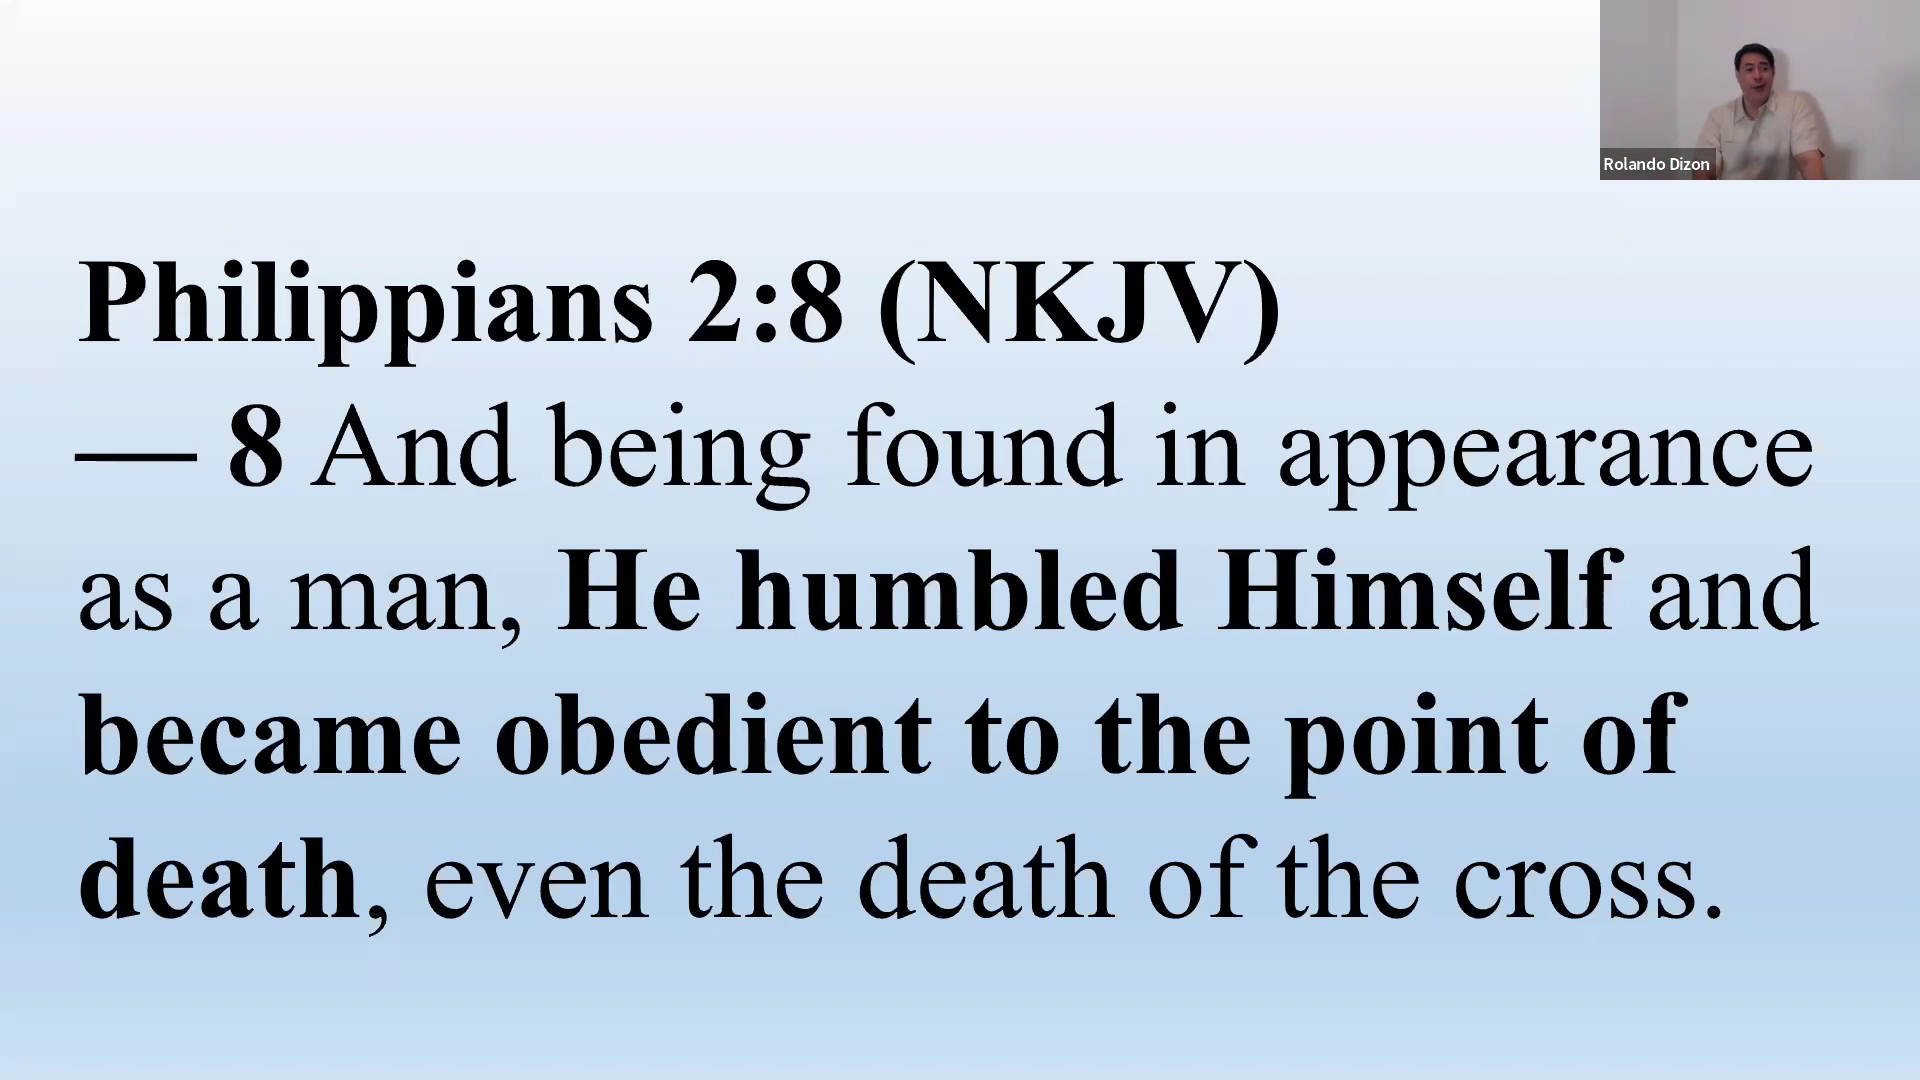 Rolando Dizon
Philippians 2:8 (NKJV)
— 8 And being found in appearance
as a man, He humbled Himself and
became obedient to the point of
death, even the death of the cross.